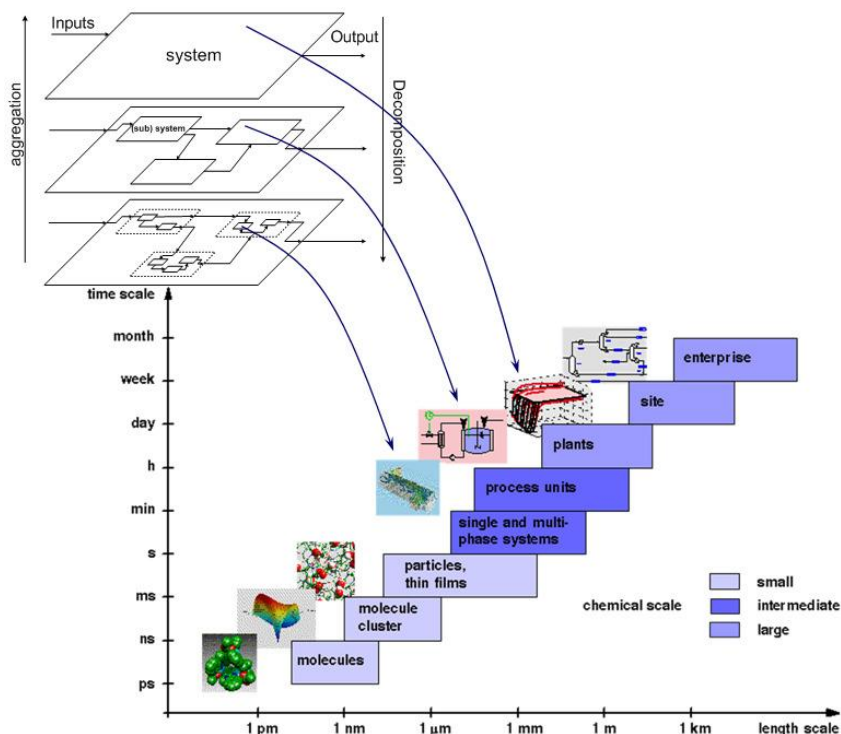 Inputs
Output
system
aggregation
Decomposition
(sub) system
time scale
month
week
day
h
min
s
ms
ns
ps
enterprise
site
plants
process units
single and multi-
phase systems
particles,
thin films
molecule
cluster
molecules
chemical scale
small
intermediate
large
1 pm
1 nm
1 µm
1 mm
1 m
1 km
length scale